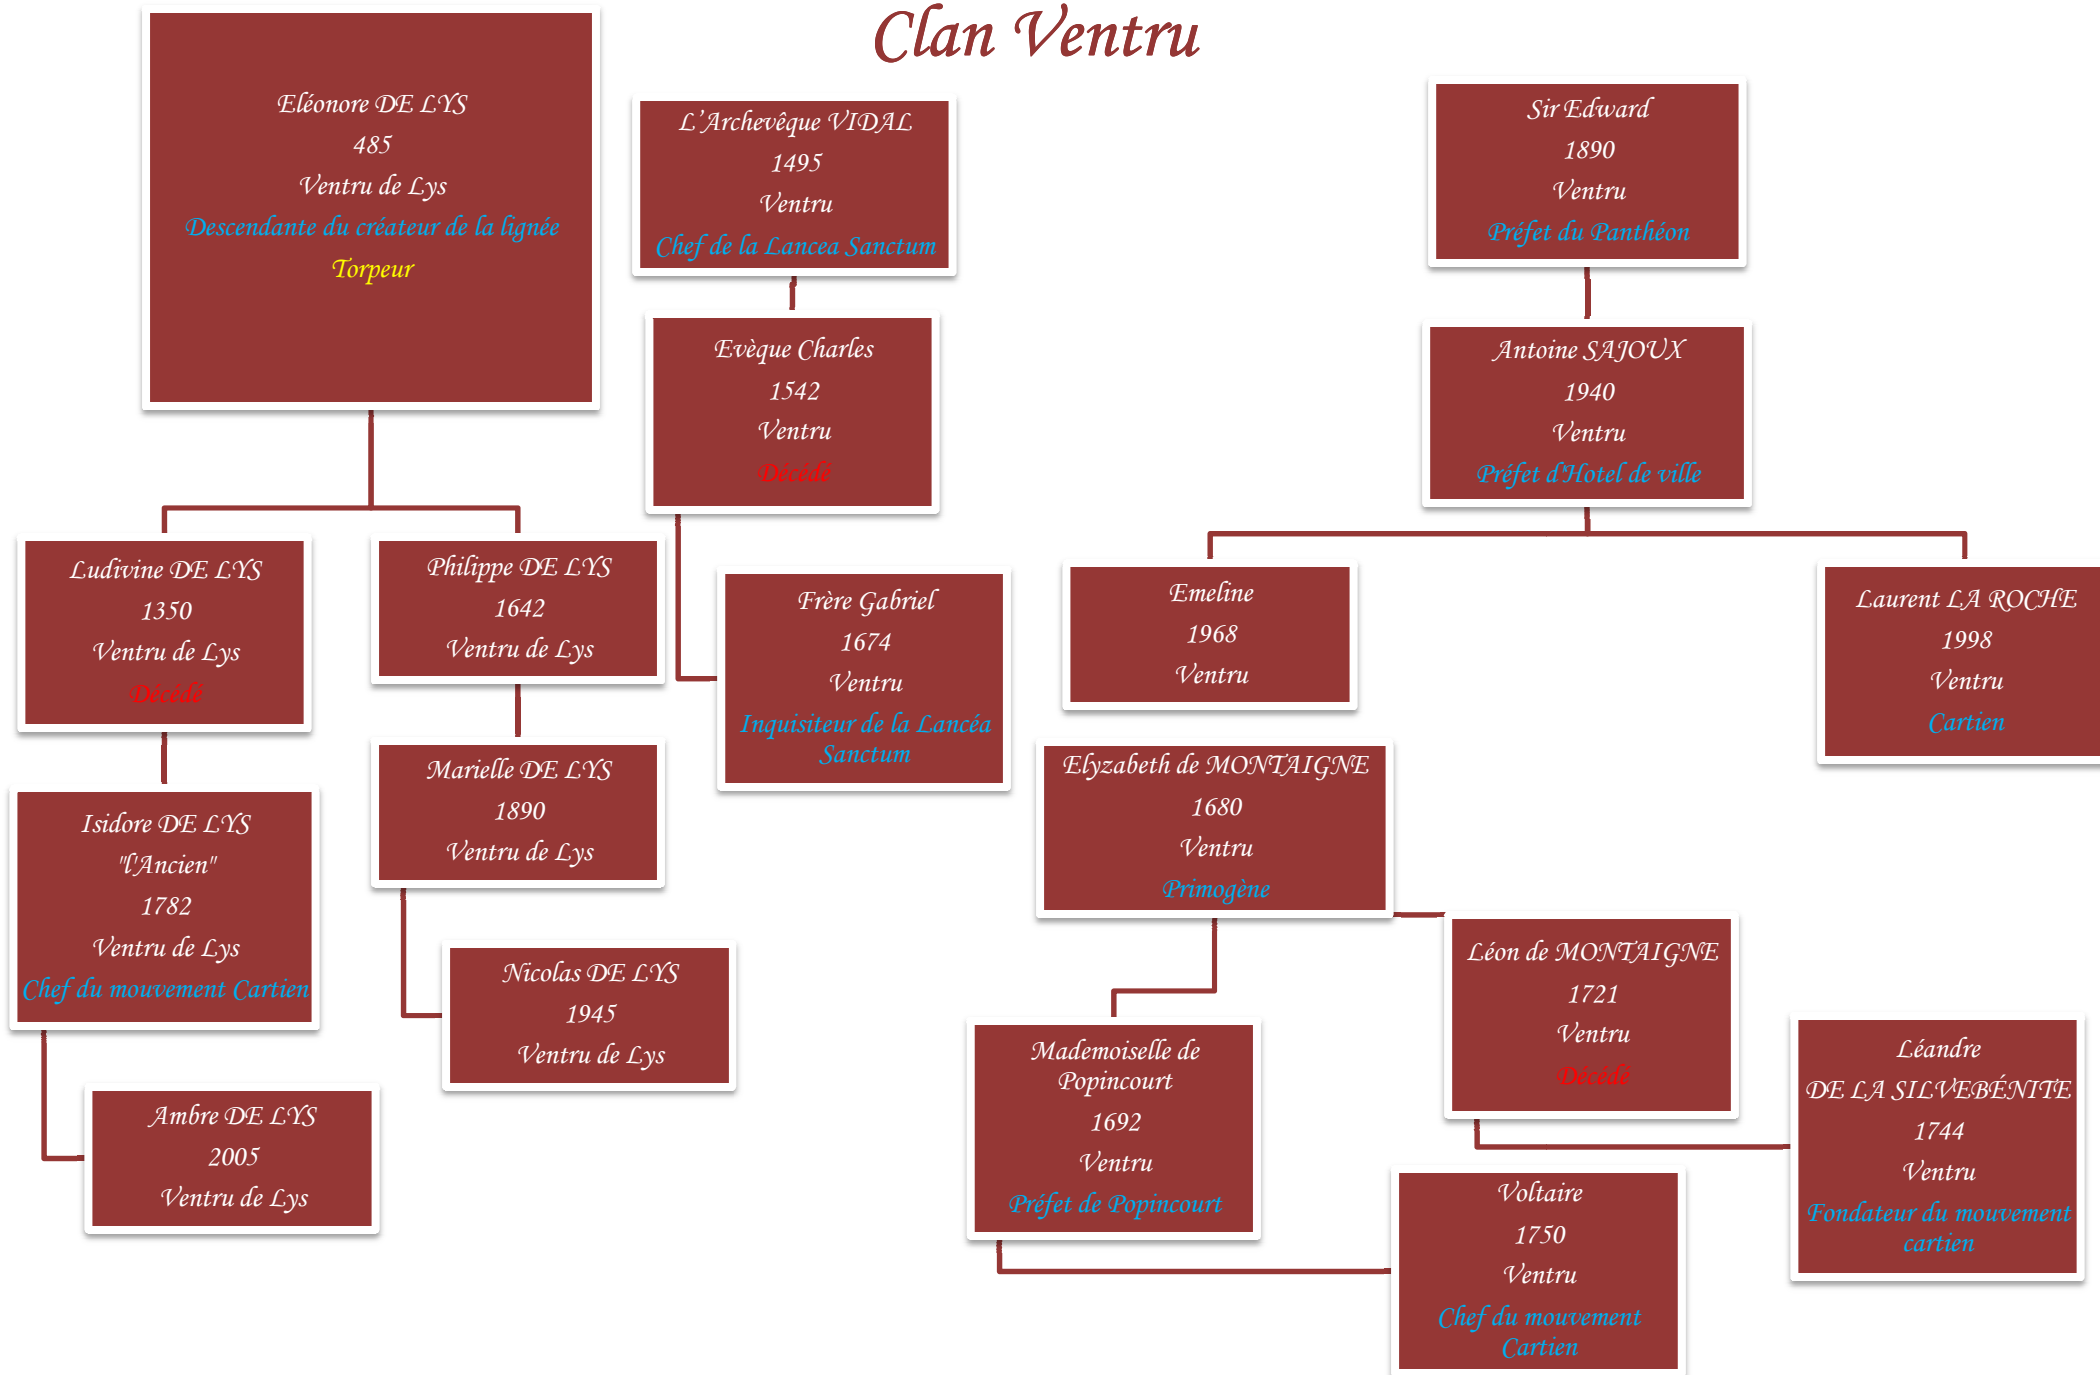 Clan Ventru
Eléonore DE LYS
485
Ventru de Lys
Descendante du créateur de la lignée
Torpeur
L'Archevêque VIDAL
1495
Ventru
Chef de la Lancea Sanctum
Sir Edward
1890
Ventru
Préfet du Panthéon
Evèque Charles
1542
Ventru
Décédé
Antoine SAJOUX
1940
Ventru
Préfet d'Hotel de ville
Ludivine DE LYS
1350
Ventru de Lys
Décédé
Philippe DE LYS
1642
Ventru de Lys
Frère Gabriel
1674
Ventru
Inquisiteur de la Lancéa
Sanctum
Emeline
1968
Ventru
Laurent LA ROCHE
1998
Ventru
Cartien
Marielle DE LYS
1890
Ventru de Lys
Elyzabeth de MONTAIGNE
1680
Ventru
Primogène
Isidore DE LYS
"l'Ancien"
1782
Ventru de Lys
Chef du mouvement Cartien
Nicolas DE LYS
1945
Ventru de Lys
Léon de MONTAIGNE
1721
Ventru
Décédé
Mademoiselle de
Popincourt
1692
Ventru
Préfet de Popincourt
Léandre
DE LA SILVEBÉNITE
1744
Ventru
Fondateur du mouvement
cartien
Ambre DE LYS
2005
Ventru de Lys
Voltaire
1750
Ventru
Chef du mouvement
Cartien